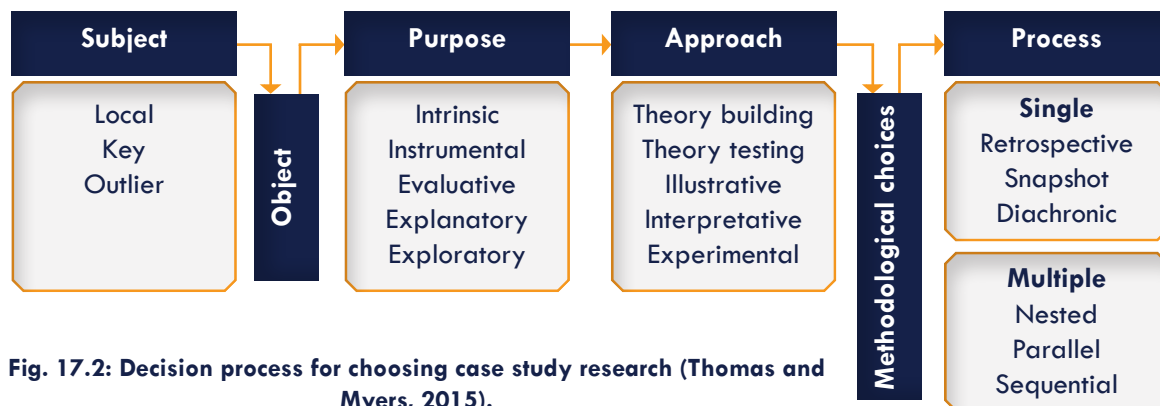 Subject
Local
Key
Outlier
Object
Purpose
Intrinsic
Instrumental
Evaluative
Explanatory
Exploratory
Approach
Theory building
Theory testing
Illustrative
Interpretative
Experimental
Methodological choices
Process
Single
Retrospective
Snapshot
Diachronic
Multiple
Nested
Parallel
Sequential
Fig. 17.2: Decision process for choosing case study research (Thomas and
Myers, 2015).